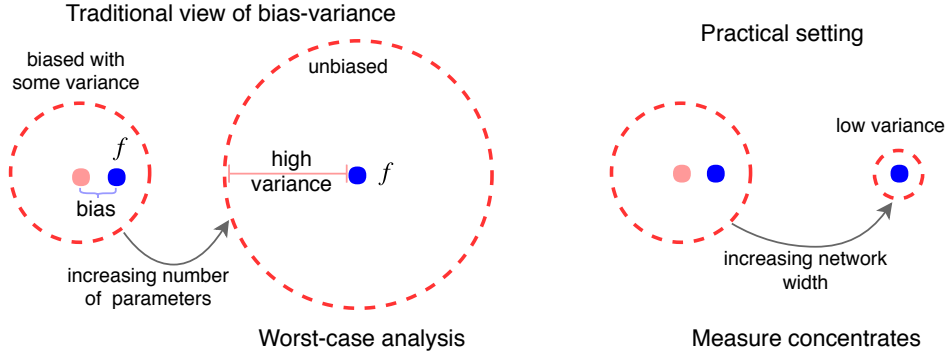 Traditional view of bias-variance
biased with
some variance
f
bias
increasing number
of parameters
unbiased
high
variance
f
Worst-case analysis
Practical setting
low variance
increasing network
width
Measure concentrates